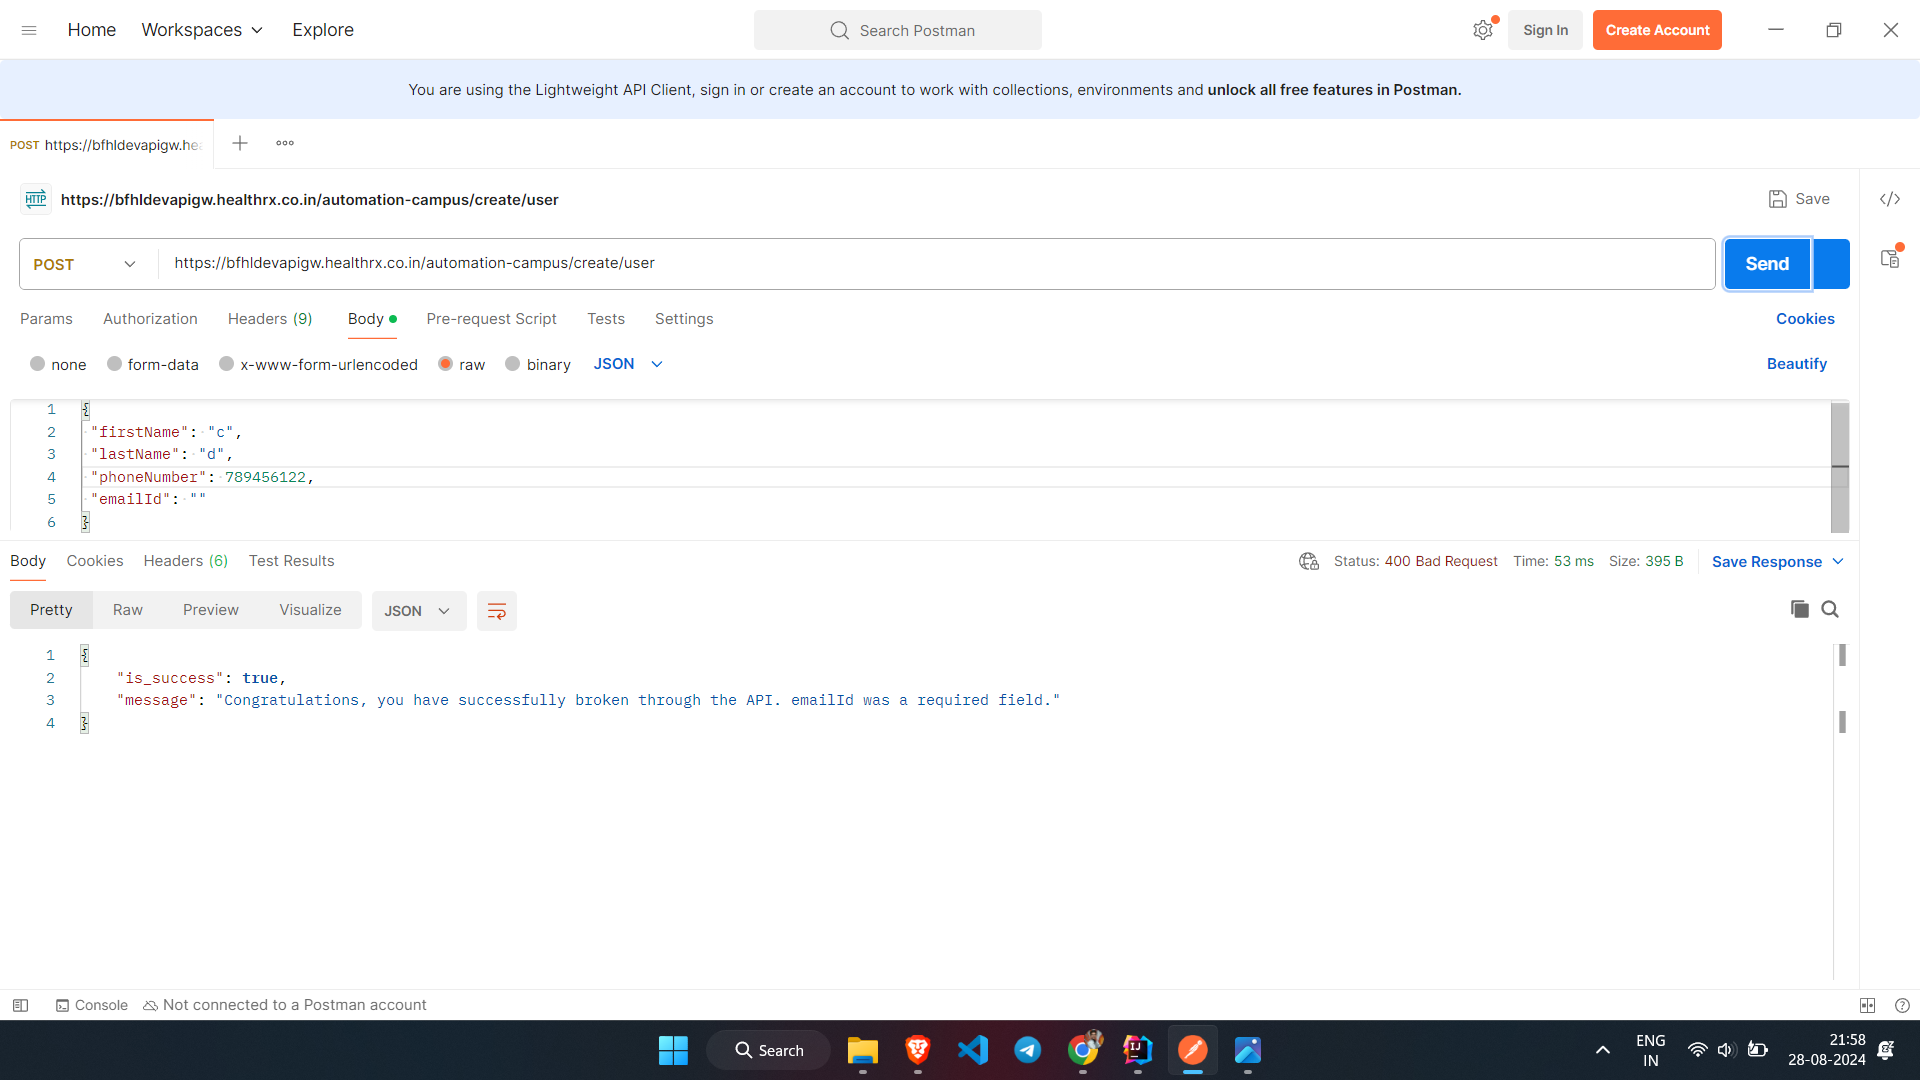 Home Workspaces Explore
Search Postman
Sign In
Create Account
You are using the Lightweight API Client, sign in or create an account to work with collections, environments and unlock all free features in Postman.
POST https://bfhldevapigw.hea
HTTP https://bfhldevapigw.healthrx.co.in/automation-campus/create/user
Save
POST https://bfhldevapigw.healthrx.co.in/automation-campus/create/user
Send
Params Authorization Headers (9) Body Pre-request Script Tests Settings
Cookies
none form-data x-www-form-urlencoded raw binary JSON
Beautify
1 {
2 "firstName": "c",
3 "lastName": "d",
4 "phoneNumber": 789456122,
5 "emailId": ""
6 }
Body Cookies Headers (6) Test Results
Status: 400 Bad Request Time: 53 ms Size: 395 B Save Response
Pretty Raw Preview Visualize JSON
1 {
2 "is_success": true,
3 "message": "Congratulations, you have successfully broken through the API. emailId was a required field."
4 }
Console Not connected to a Postman account
Search
ENG
IN
21:58
28-08-2024